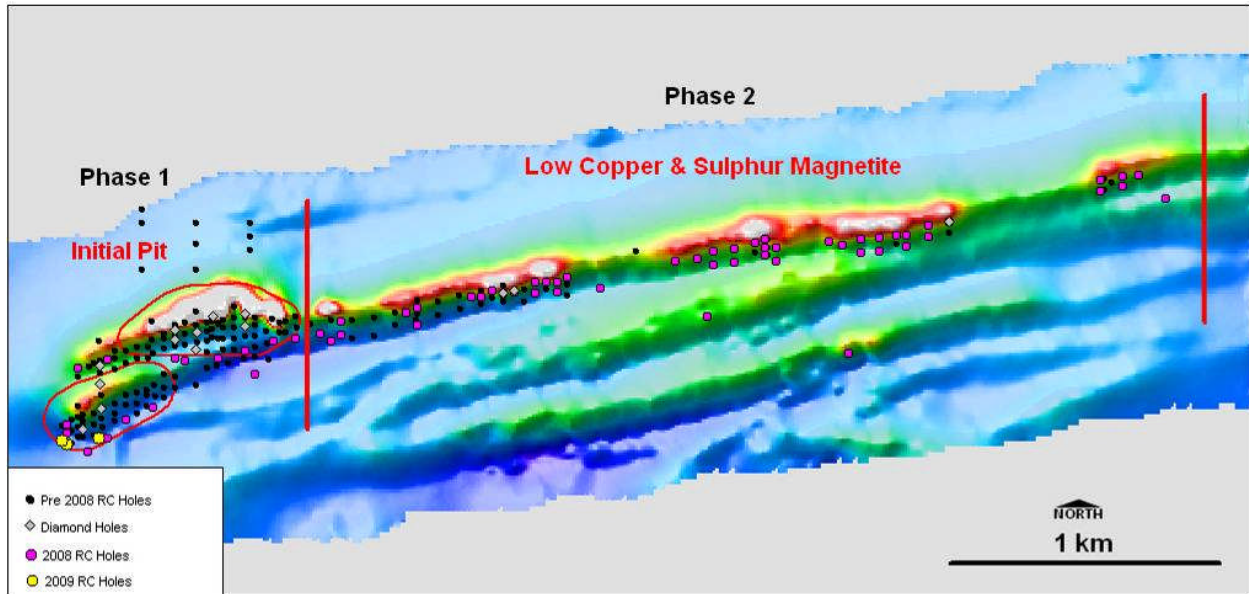 Phase 2
Low Copper & Sulphur Magnetite
Phase 1
Initial Pit
Pre 2008 RC Holes
Diamond Holes
2008 RC Holes
2009 RC Holes
NORTH
1 km